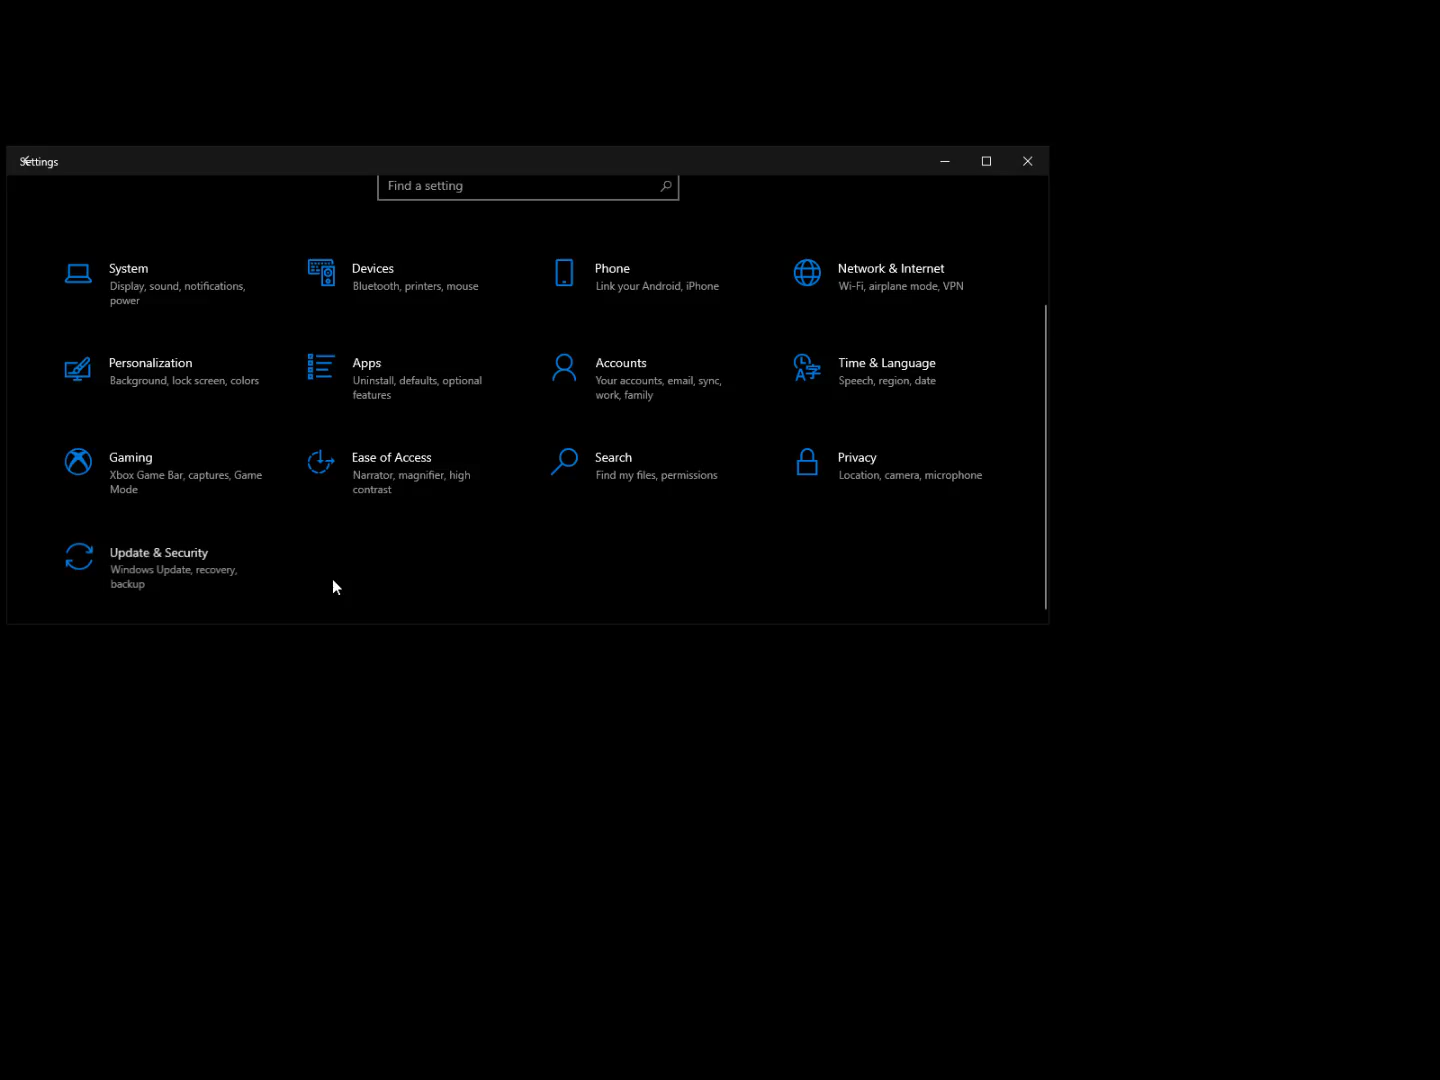 Settings
Find a setting
System
Display, sound, notifications,
power
Devices
Bluetooth, printers, mouse
Phone
Link your Android, iPhone
Network & Internet
Wi-Fi, airplane mode, VPN
Personalization
Background, lock screen, colors
Apps
Uninstall, defaults, optional
features
Accounts
Your accounts, email, sync,
work, family
Time & Language
Speech, region, date
Gaming
Xbox Game Bar, captures, Game
Mode
Ease of Access
Narrator, magnifier, high
contrast
Search
Find my files, permissions
Privacy
Location, camera, microphone
Update & Security
Windows Update, recovery,
backup